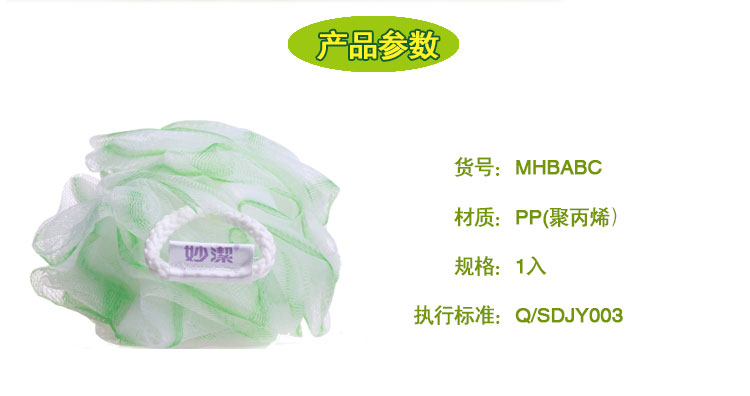 产品参数
货号：MHBABC
材质：PP(聚丙烯）
规格：1入
执行标准：Q/SDJY003
妙潔